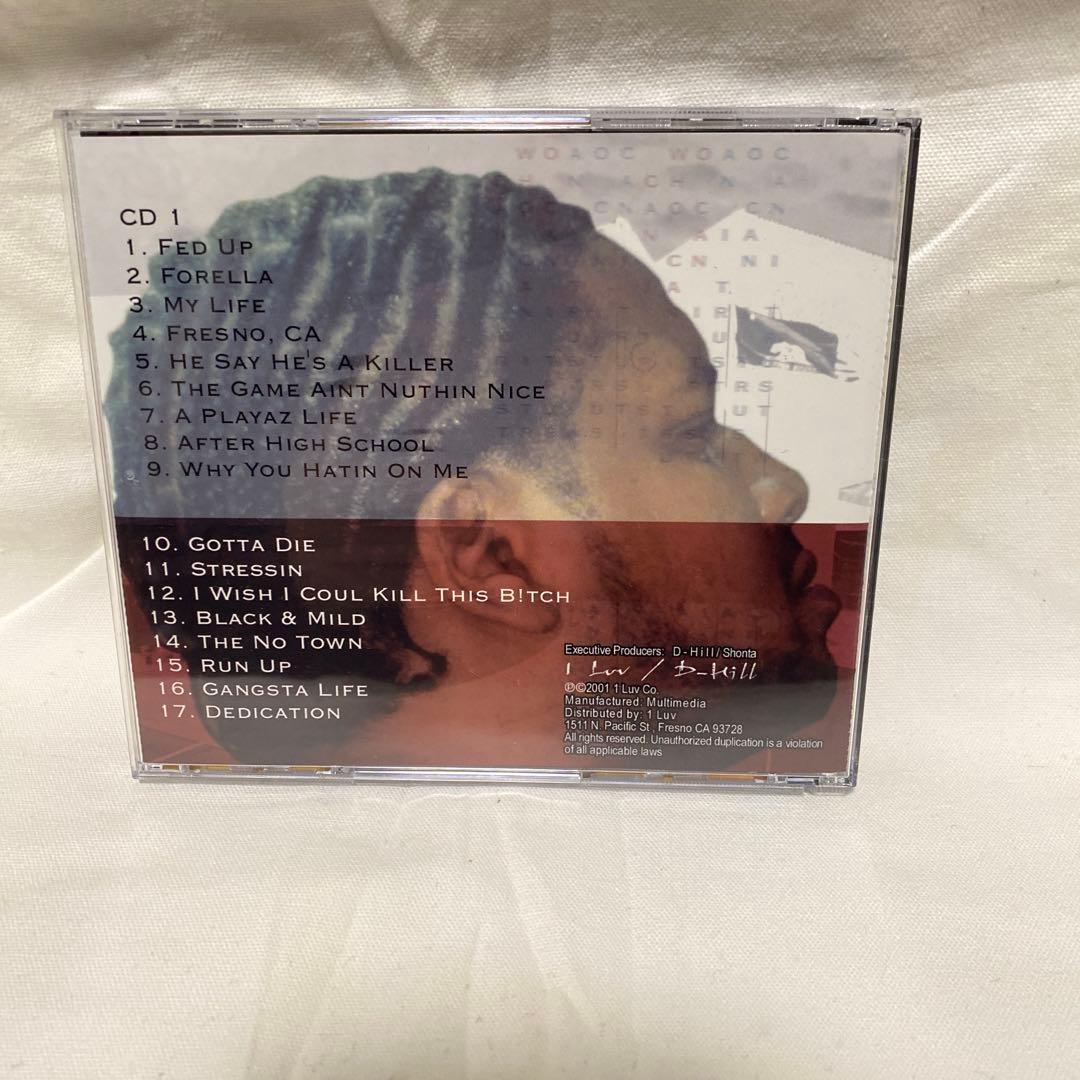 WOAOC WOAOC
CD 1
1. FED UP
2. FORELLA
3. MY LIFE
4. FRESNO, CA
5. HE SAY HE'S A KILLER
6. THE GAME AINT NUTHIN NICE
7. A PLAYAZ LIFE
8. AFTER HIGH SCHOOL
9. WHY YOU HATIN ON ME
10. GOTTA DIE
11. STRESSIN
12. I WISH I COUL KILL THIS B!TCH
13. BLACK & MILD
14. THE NO TOWN
15. RUN UP
16. GANGSTA LIFE
17. DEDICATION
Executive Producers: D-Hill/Shonta
1 Luv / D-Hill
℗©2001 1 Luv Co.
Manufactured: Multimedia
Distributed by: 1 Luv
1511 N. Pacific St , Fresno CA 93728
All rights reserved. Unauthorized duplication is a violation
of all applicable laws